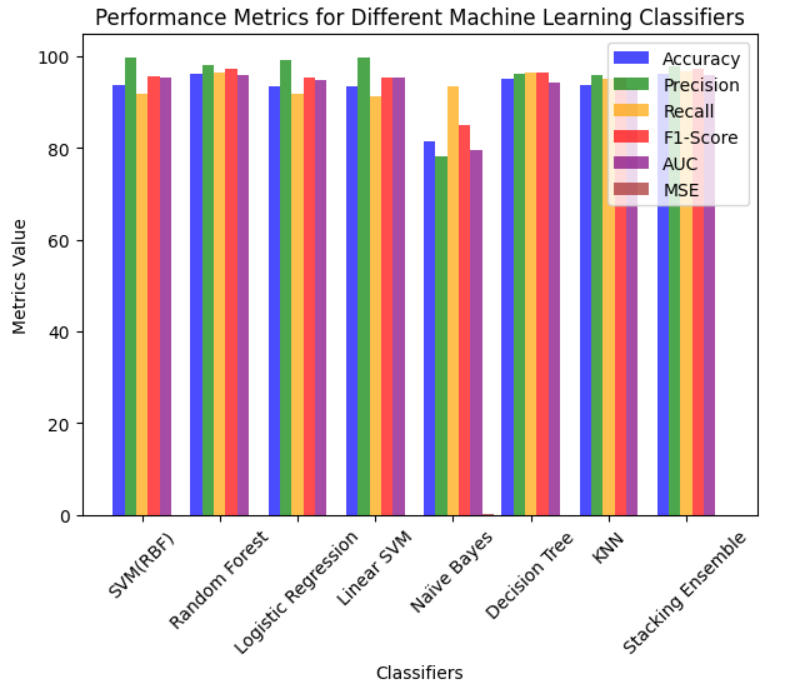 Performance Metrics for Different Machine Learning Classifiers
100
80
60
40
20
0
Metrics Value
Accuracy
Precision
Recall
F1-Score
AUC
MSE
SVM(RBF)
Random Forest
Logistic Regression
Linear SVM
Naïve Bayes
Decision Tree
KNN
Stacking Ensemble
Classifiers